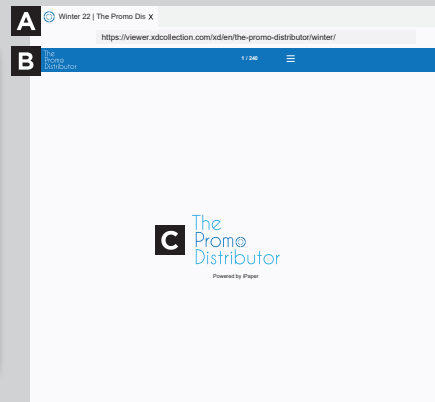 A
Winter 22 | The Promo Dis X
https://viewer.xdcollection.com/xd/en/the-promo-distributor/winter/
B
The
Promo
Distributor
1 / 240
C
The
Promo
Distributor
Powered by iPaper